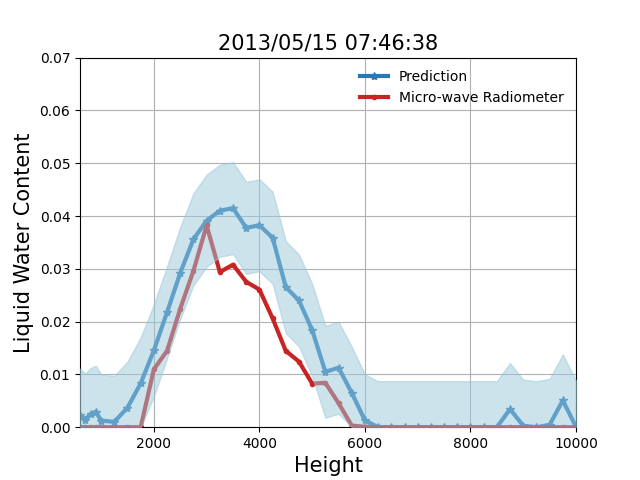 2013/05/15 07:46:38
Prediction
Micro-wave Radiometer
Liquid Water Content
0.07
0.06
0.05
0.04
0.03
0.02
0.01
0.00
2000 4000 6000 8000 10000
Height